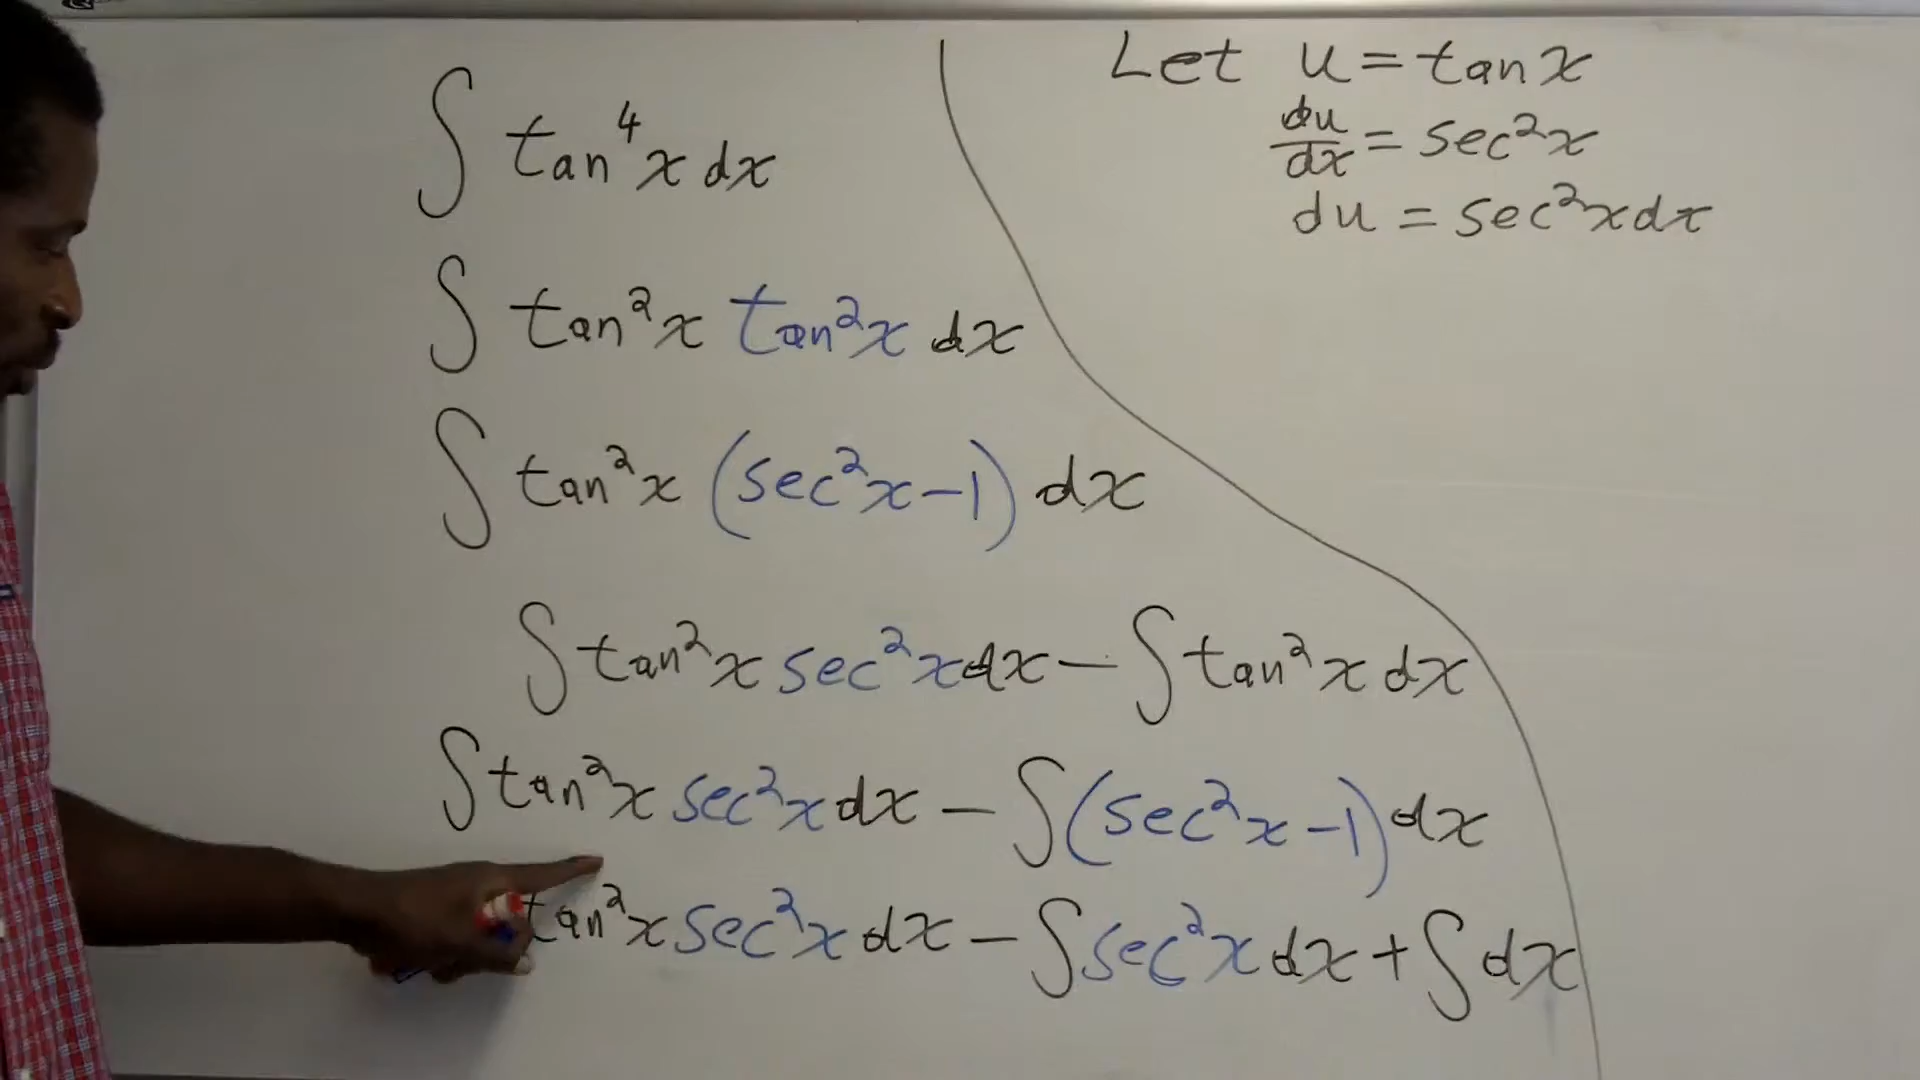 ∫ tan⁴x dx
∫ tan²x tan²x dx
∫ tan²x (sec²x-1) dx
∫ tan²x sec²x dx - ∫ tan²x dx
∫ tan²x sec²x dx - ∫ (sec²x-1) dx
tan²x sec²x dx - ∫ sec²x dx + ∫ dx
Let u = tan x
du/dx = sec²x
du = sec²x dx